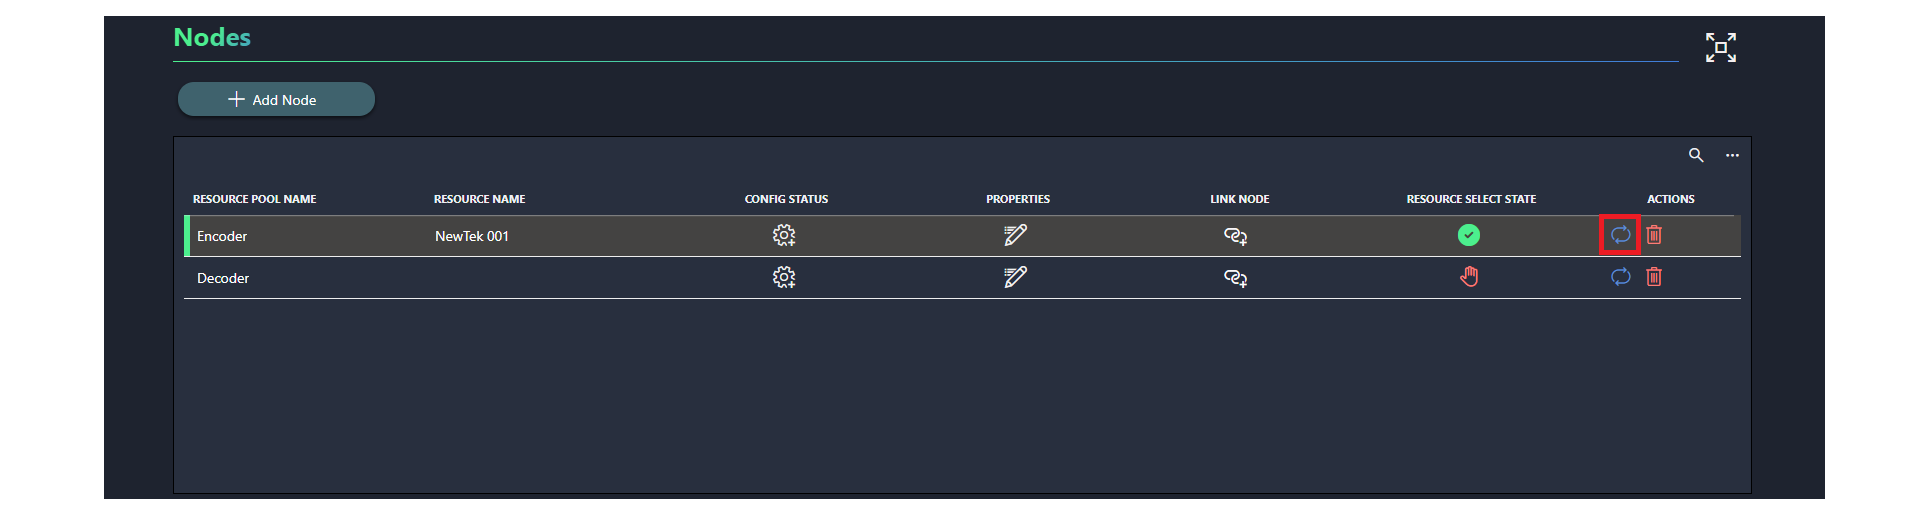 Nodes
Add Node
RESOURCE POOL NAME RESOURCE NAME CONFIG STATUS PROPERTIES LINK NODE RESOURCE SELECT STATE ACTIONS
Encoder NewTek 001
Decoder